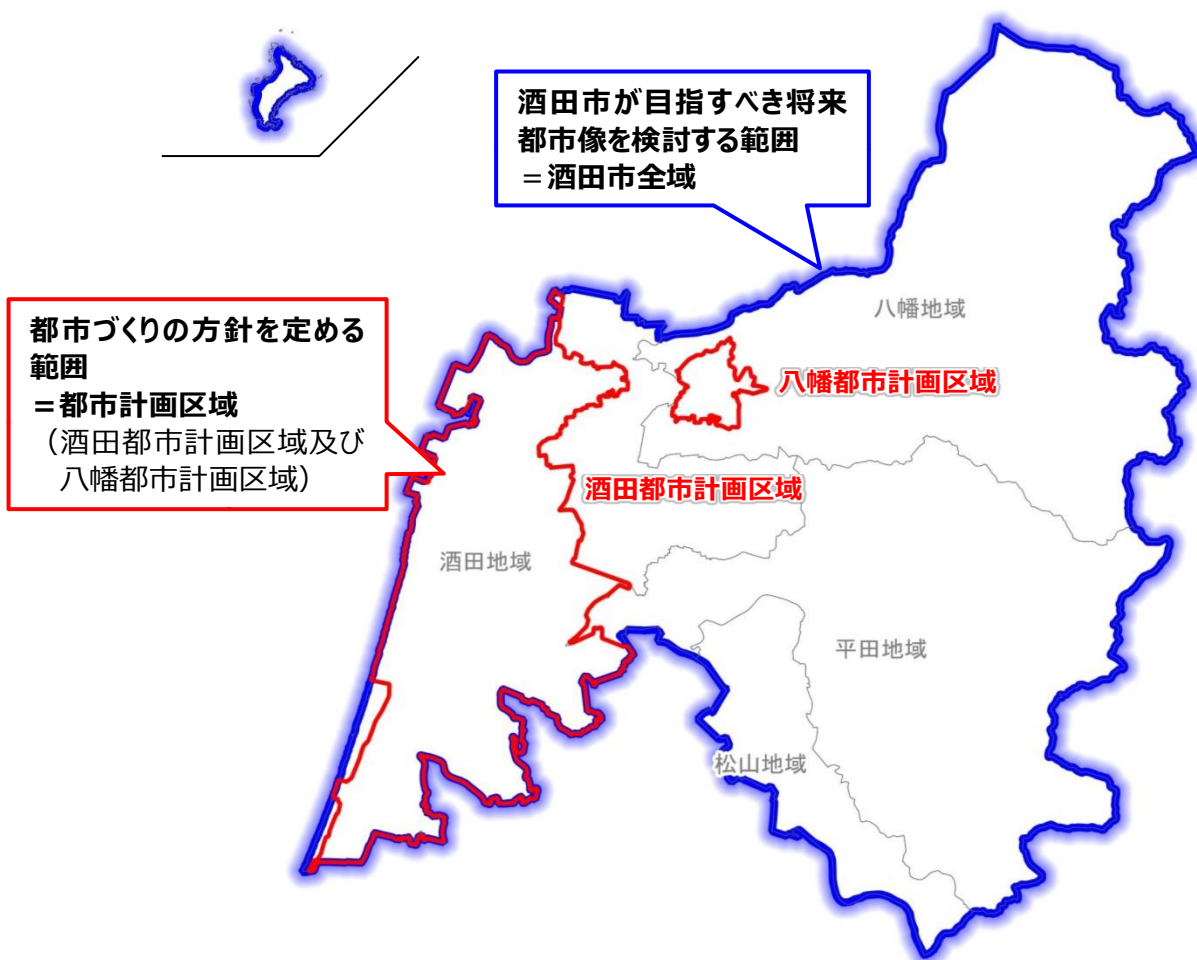 酒田市が目指すべき将来
都市像を検討する範囲
＝酒田市全域
都市づくりの方針を定める
範囲
＝都市計画区域
（酒田都市計画区域及び
八幡都市計画区域）
八幡地域
八幡都市計画区域
酒田都市計画区域
酒田地域
平田地域
松山地域